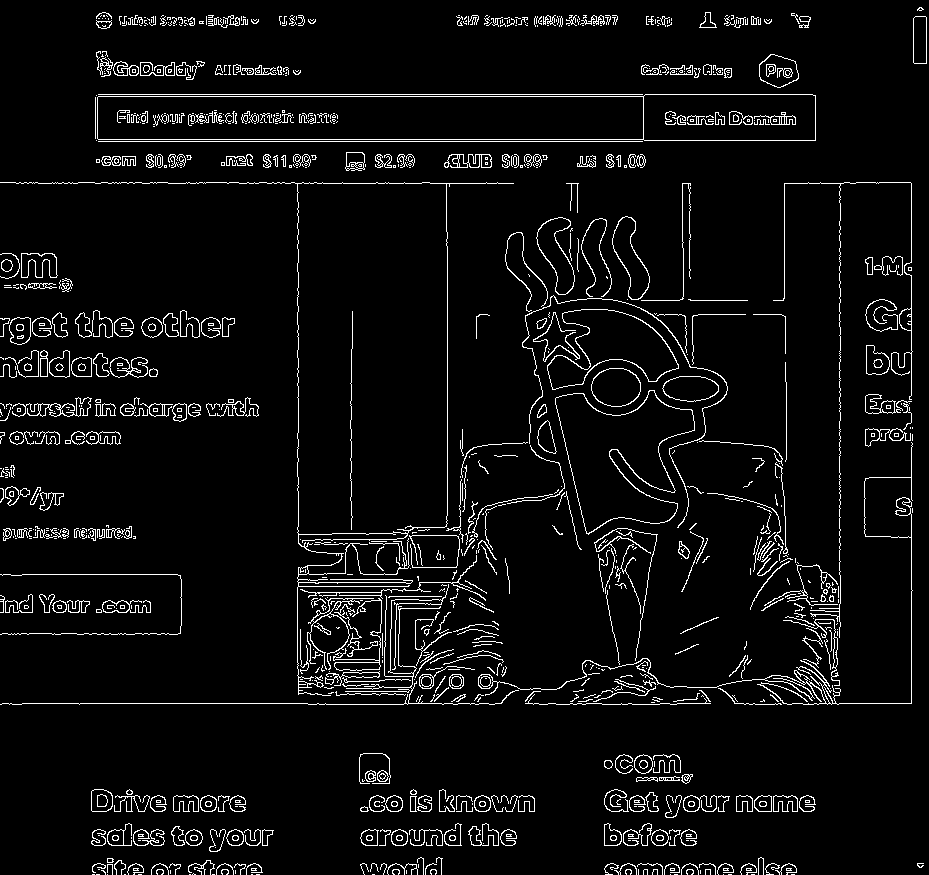 United States - English USD 24/7 Support (480) 505-8877 Help Sign In
GoDaddy™ All Products GoDaddy Blog Pro
Find your perfect domain name Search Domain
.com $0.99* .net $11.99* .co $2.99 .CLUB $0.99* .us $1.00
om
rget the other
ndidates.
yourself in charge with
r own .com
9*/yr
purchase required.
ind Your .com
1-Mo
Ge
bu
Easi
prof
S
.co
.com
Drive more
sales to your
site or store
.co is known
around the
world
Get your name
before
someone else